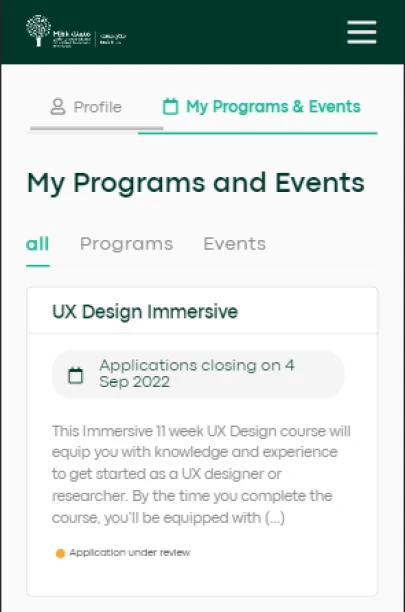 Profile
My Programs & Events
My Programs and Events
all Programs Events
UX Design Immersive
Applications closing on 4
Sep 2022
This Immersive 11 week UX Design course will
equip you with knowledge and experience
to get started as a UX designer or
researcher. By the time you complete the
course, you'll be equipped with (...)
Application under review